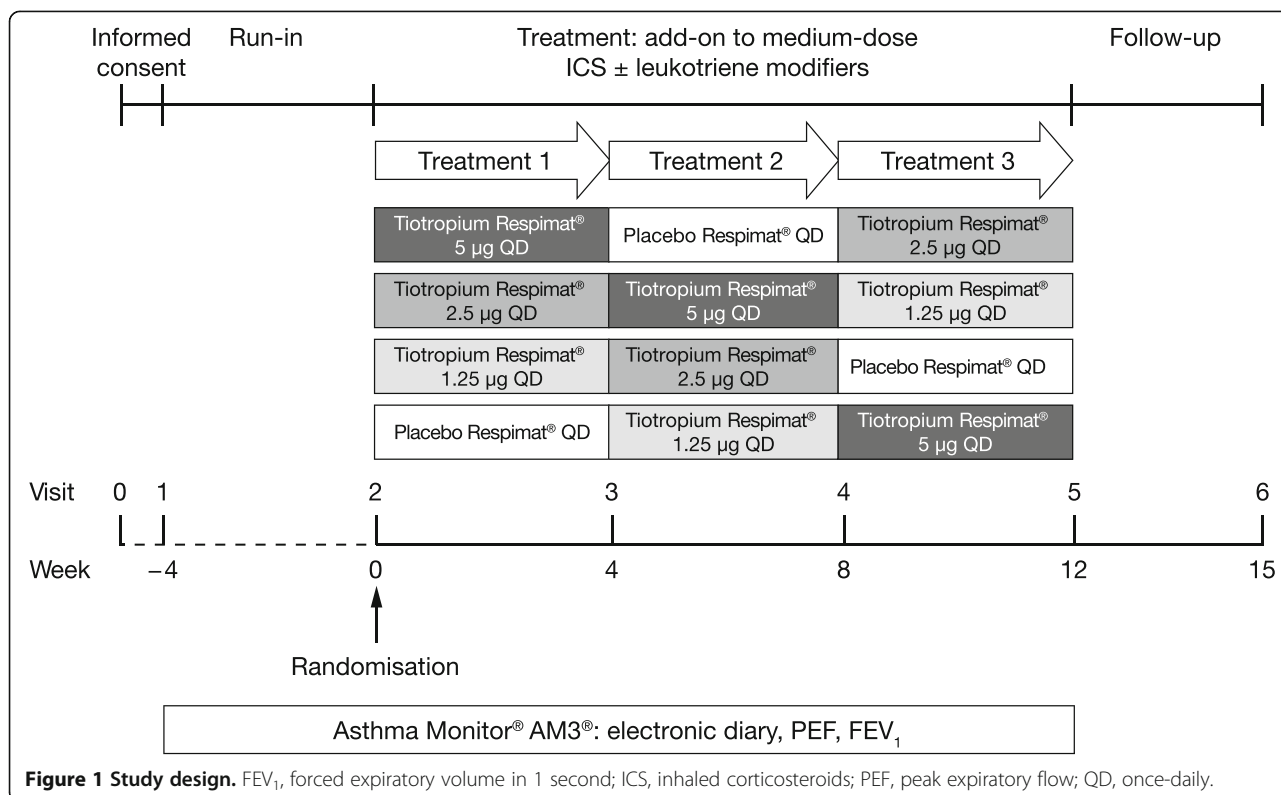 Informed consent
Run-in
Treatment: add-on to medium-dose
ICS ± leukotriene modifiers
Follow-up
Treatment 1
Treatment 2
Treatment 3
Tiotropium Respimat®
5 µg QD
Placebo Respimat® QD
Tiotropium Respimat®
2.5 µg QD
Tiotropium Respimat®
2.5 µg QD
Tiotropium Respimat®
5 µg QD
Tiotropium Respimat®
1.25 µg QD
Tiotropium Respimat®
1.25 µg QD
Tiotropium Respimat®
2.5 µg QD
Placebo Respimat® QD
Placebo Respimat® QD
Tiotropium Respimat®
1.25 µg QD
Tiotropium Respimat®
5 µg QD
Visit 0 1 2 3 4 5 6
Week −4 0 4 8 12 15
Randomisation
Asthma Monitor® AM3®: electronic diary, PEF, FEV₁
Figure 1 Study design. FEV₁, forced expiratory volume in 1 second; ICS, inhaled corticosteroids; PEF, peak expiratory flow; QD, once-daily.